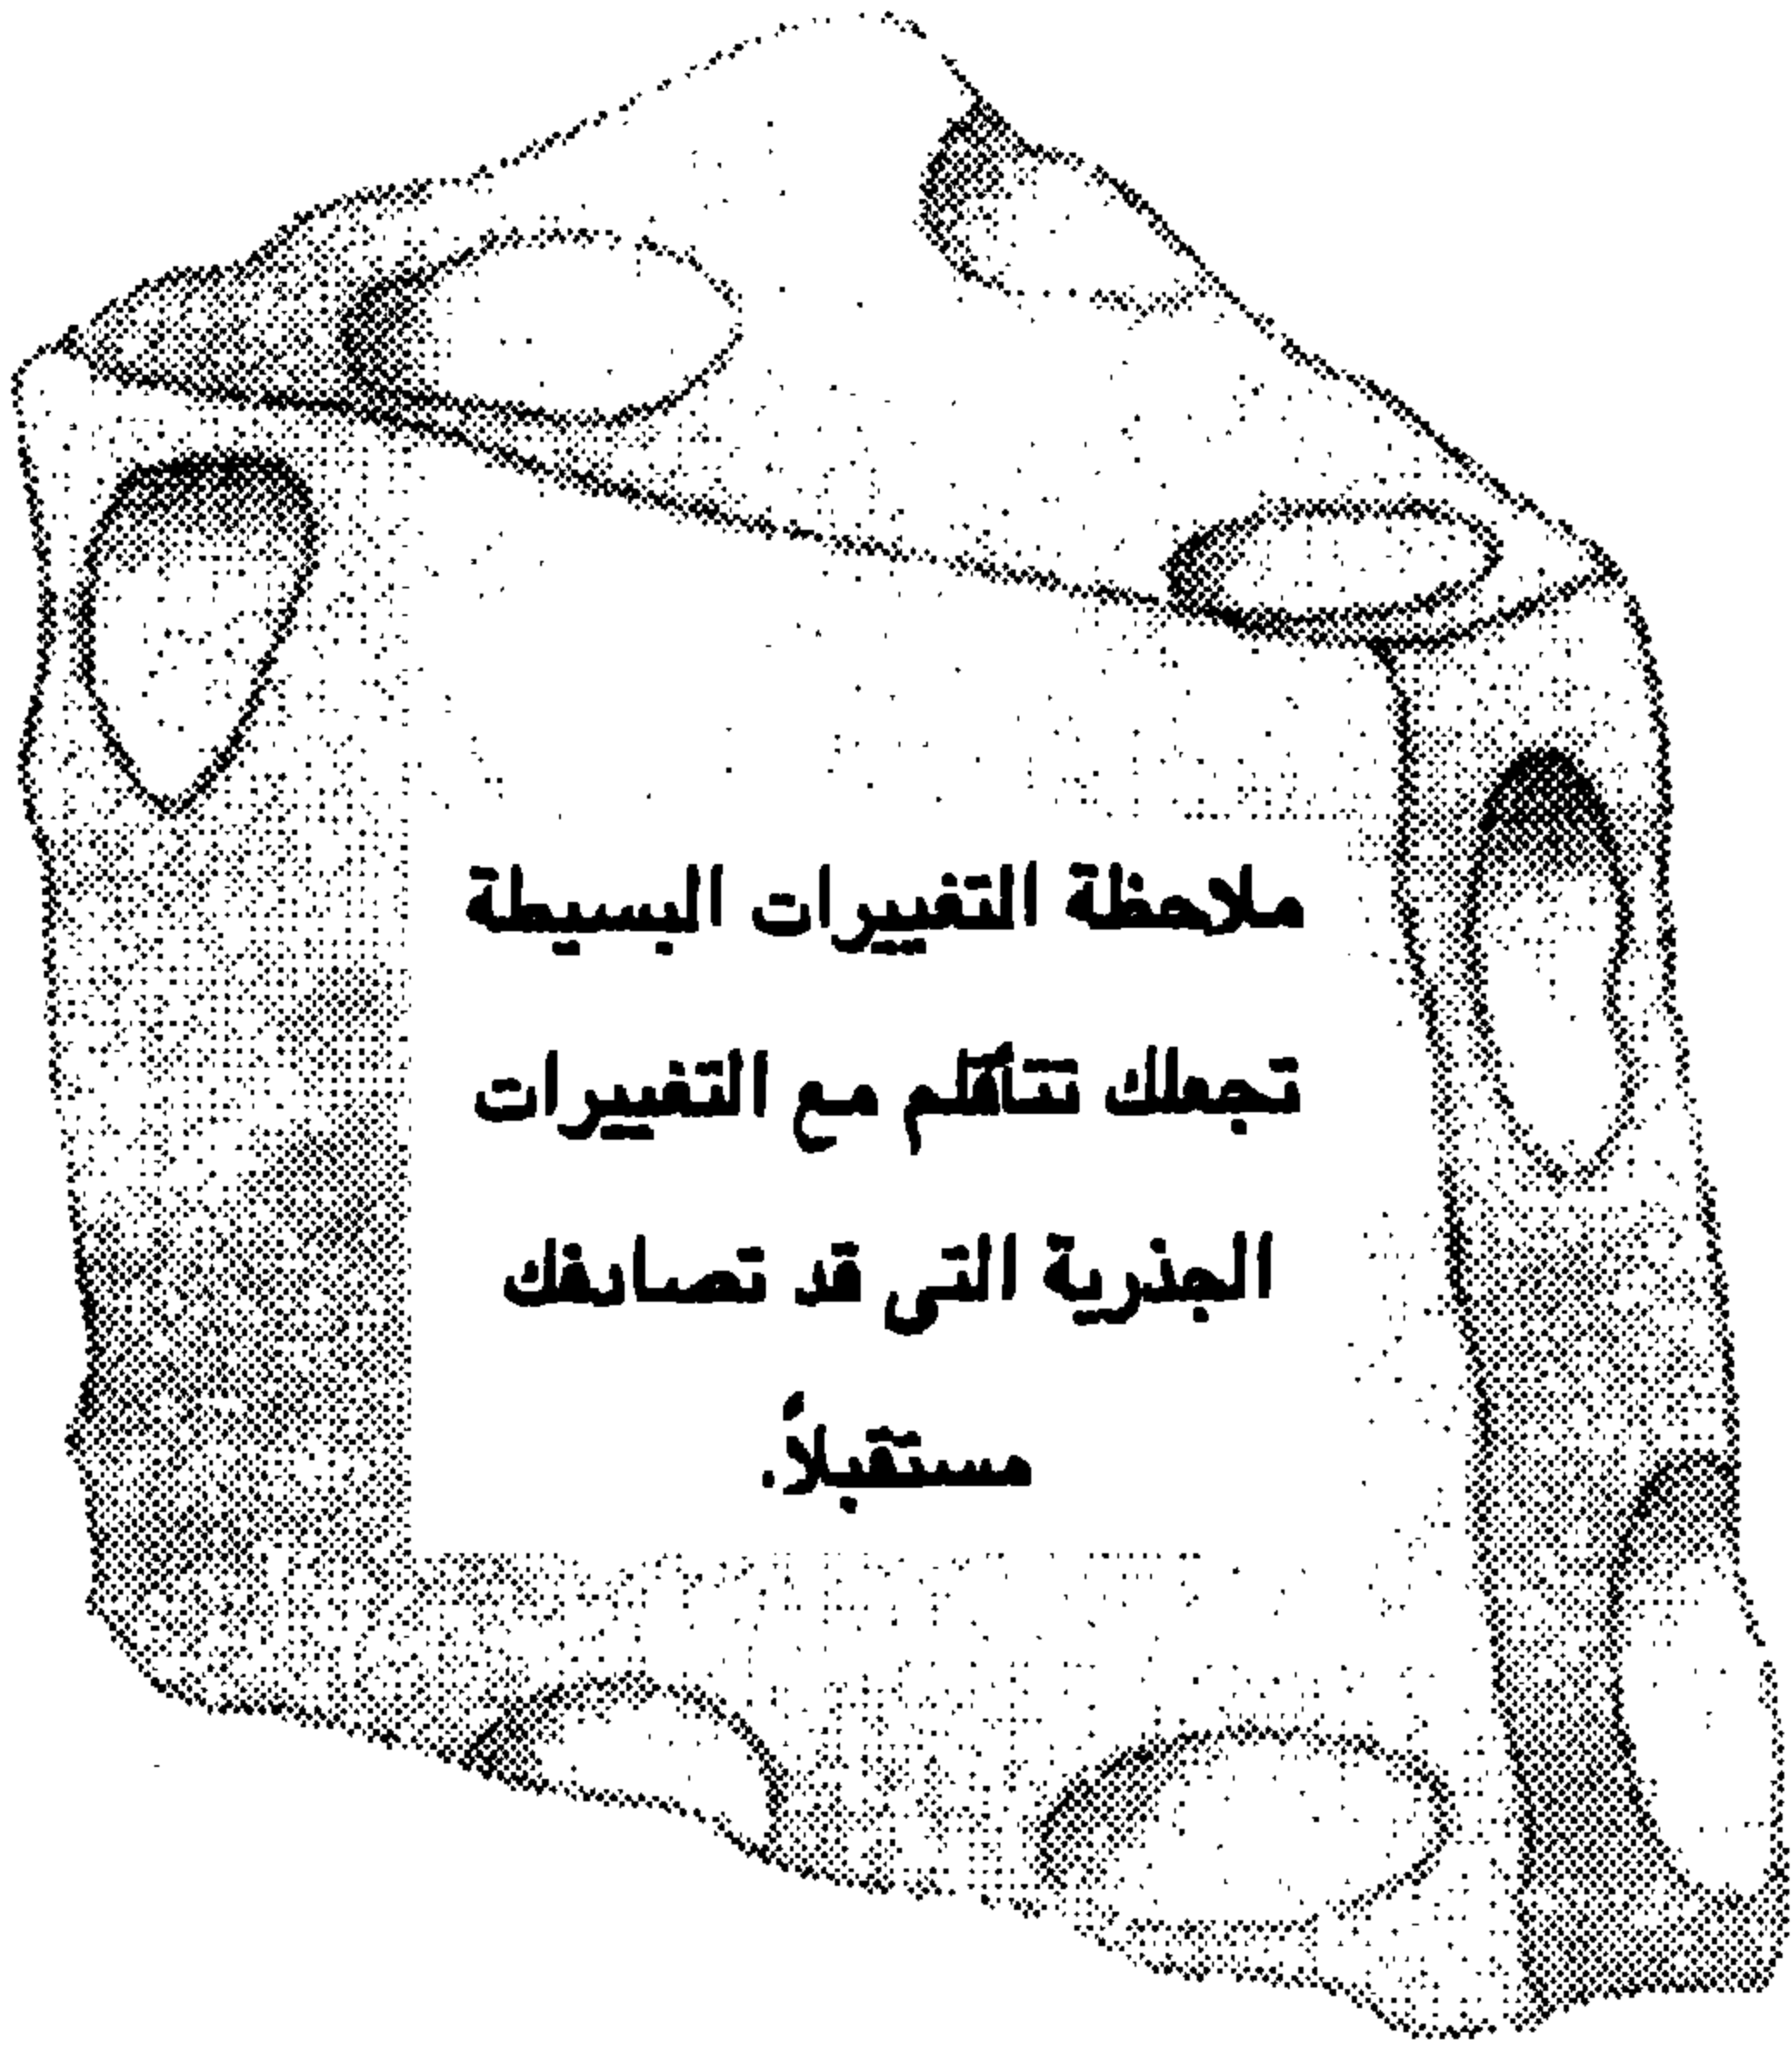 ملاحظة التغييرات البسيطة
تجعلك تتأقلم مع التغييرات
الجذرية التى قد تصادفك
مستقبلاً.